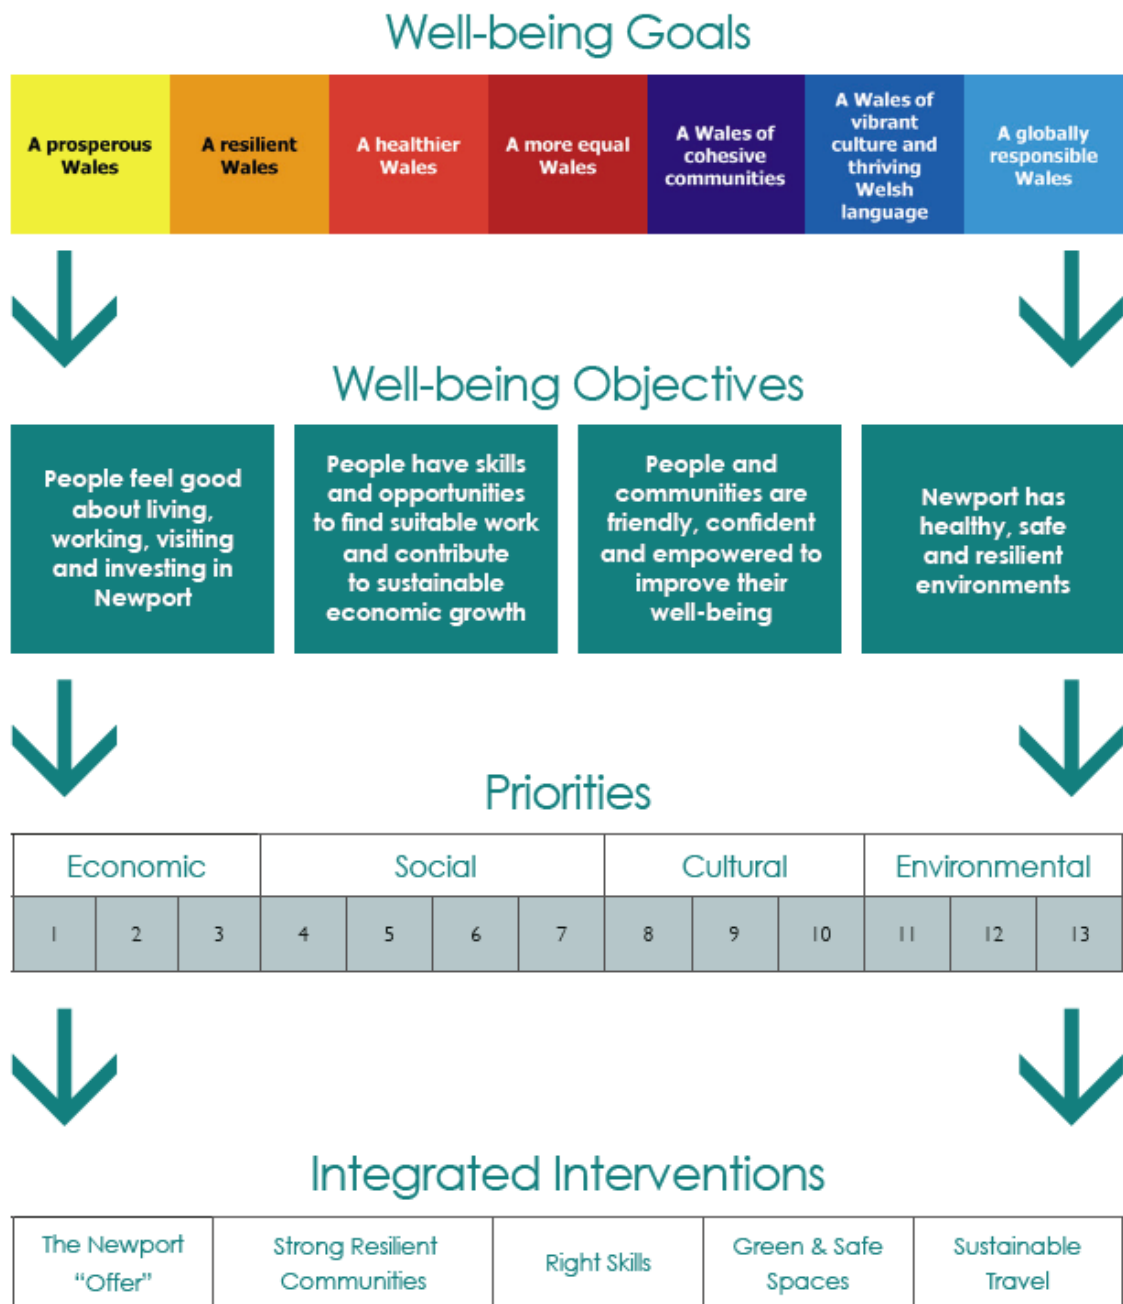 Well-being Goals
A prosperous
Wales
A resilient
Wales
A healthier
Wales
A more equal
Wales
A Wales of
cohesive
communities
A Wales of
vibrant
culture and
thriving
Welsh
language
A globally
responsible
Wales
Well-being Objectives
People feel good
about living,
working, visiting
and investing in
Newport
People have skills
and opportunities
to find suitable work
and contribute
to sustainable
economic growth
People and
communities are
friendly, confident
and empowered to
improve their
well-being
Newport has
healthy, safe
and resilient
environments
Priorities
Economic Social Cultural Environmental
1 2 3 4 5 6 7 8 9 10 11 12 13
Integrated Interventions
The Newport
“Offer”
Strong Resilient
Communities
Right Skills
Green & Safe
Spaces
Sustainable
Travel